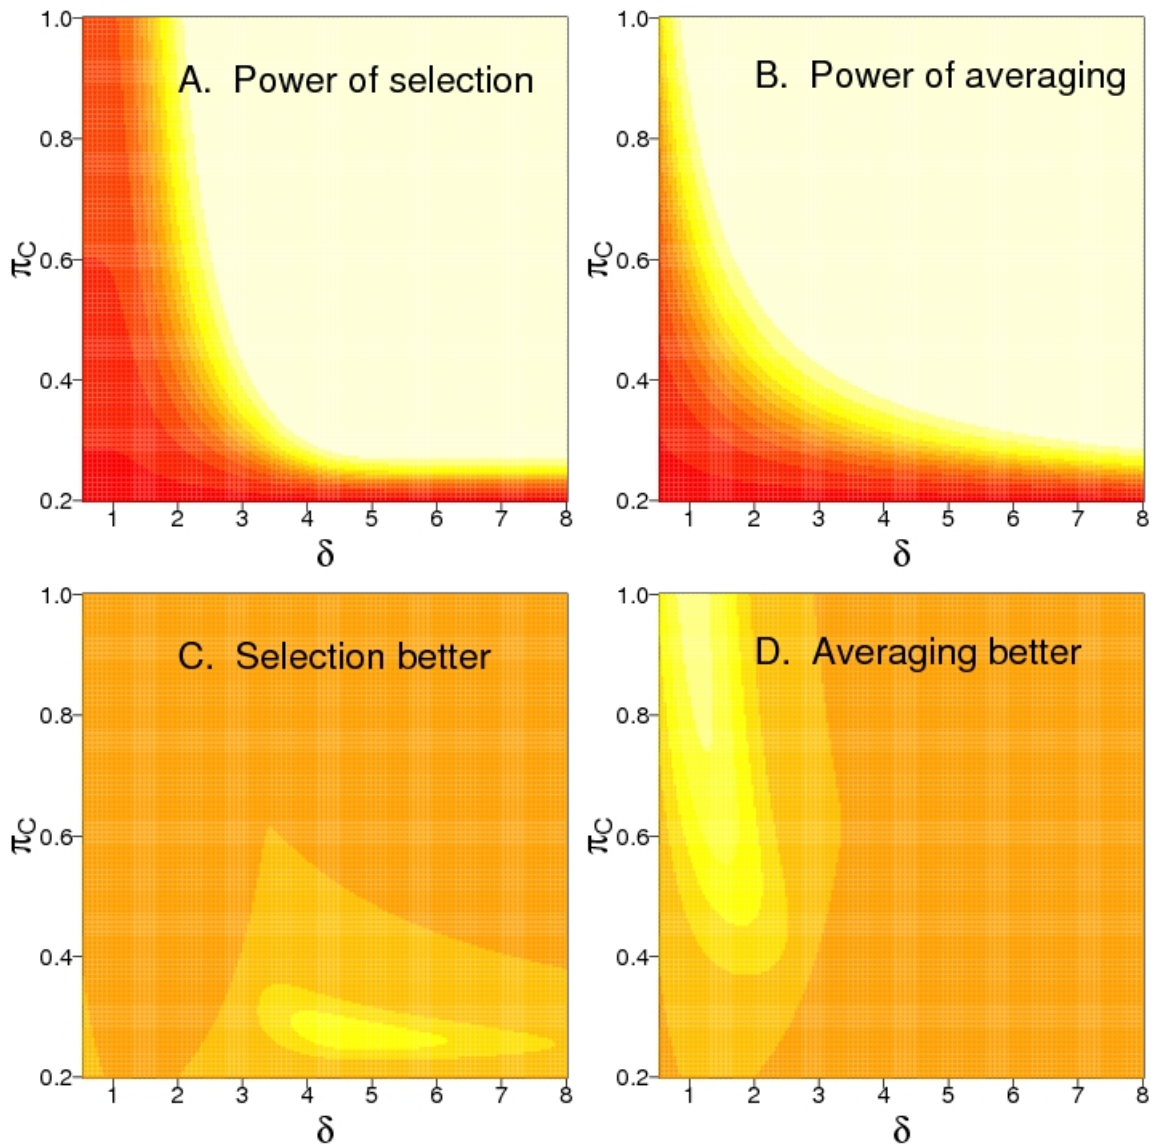 1.0
0.8
0.6
0.4
0.2
πC
A.  Power of selection
1 2 3 4 5 6 7 8
δ
1.0
0.8
0.6
0.4
0.2
πC
B.  Power of averaging
1 2 3 4 5 6 7 8
δ
1.0
0.8
0.6
0.4
0.2
πC
C.  Selection better
1 2 3 4 5 6 7 8
δ
1.0
0.8
0.6
0.4
0.2
πC
D.  Averaging better
1 2 3 4 5 6 7 8
δ